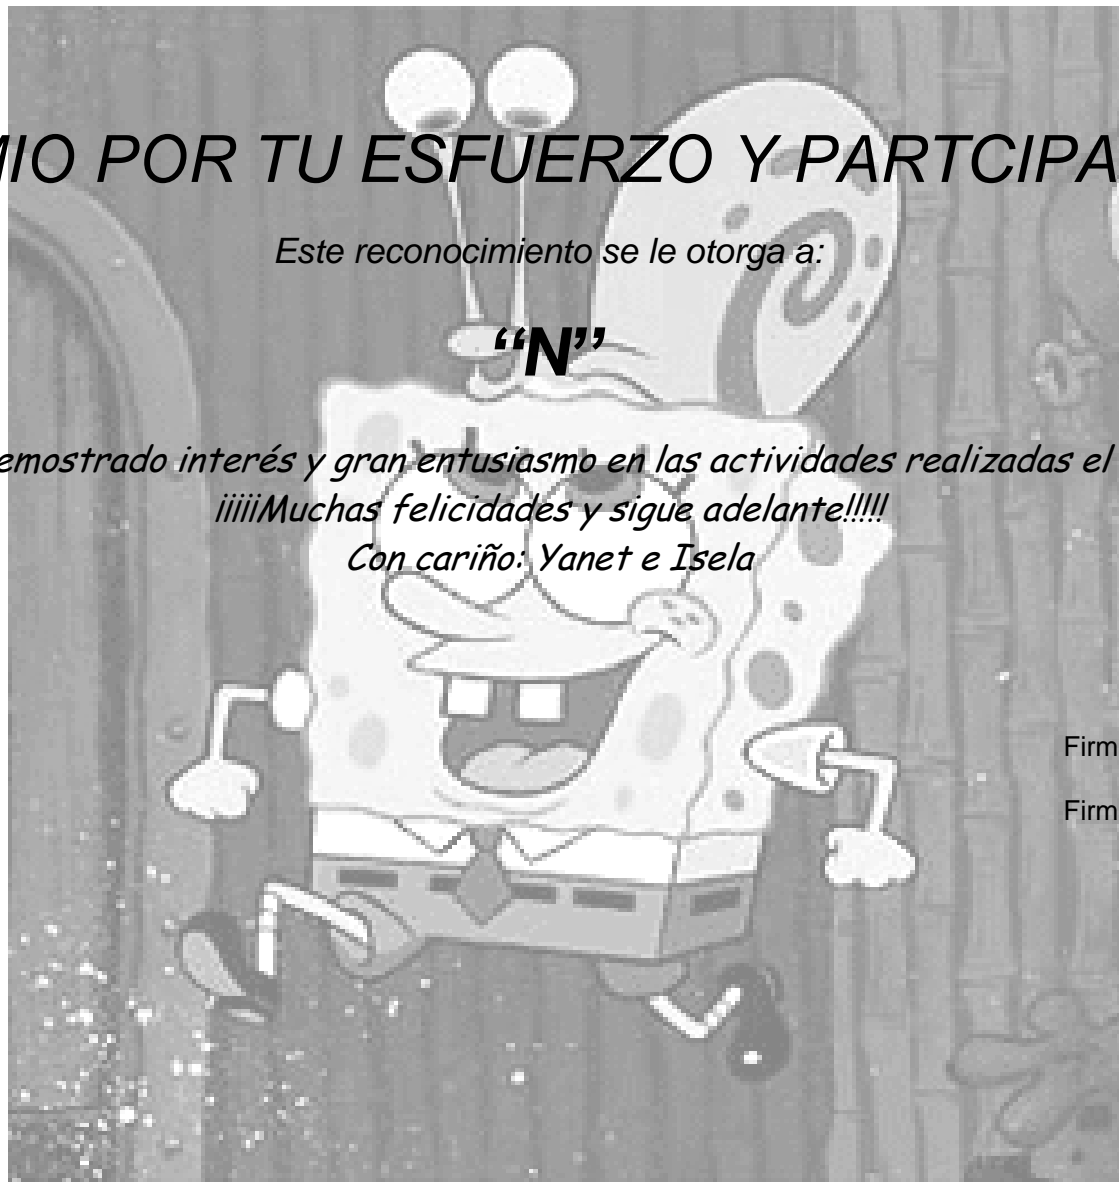 MIO POR TU ESFUERZO Y PARTCIPA
Este reconocimiento se le otorga a:
“N”
emostrado interés y gran entusiasmo en las actividades realizadas el
¡¡¡¡¡Muchas felicidades y sigue adelante!!!!!
Con cariño: Yanet e Isela
Firm
Firm